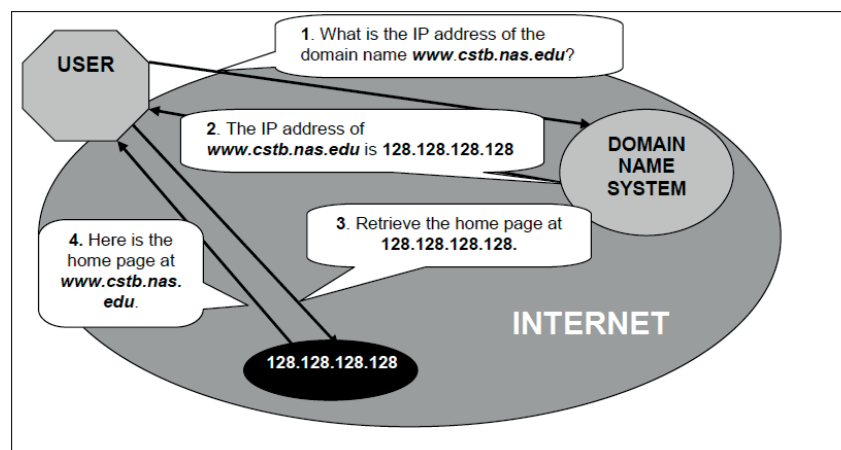 USER
1. What is the IP address of the
domain name www.cstb.nas.edu?
2. The IP address of
www.cstb.nas.edu is 128.128.128.128
DOMAIN
NAME
SYSTEM
3. Retrieve the home page at
128.128.128.128.
4. Here is the
home page at
www.cstb.nas.
edu.
INTERNET
128.128.128.128